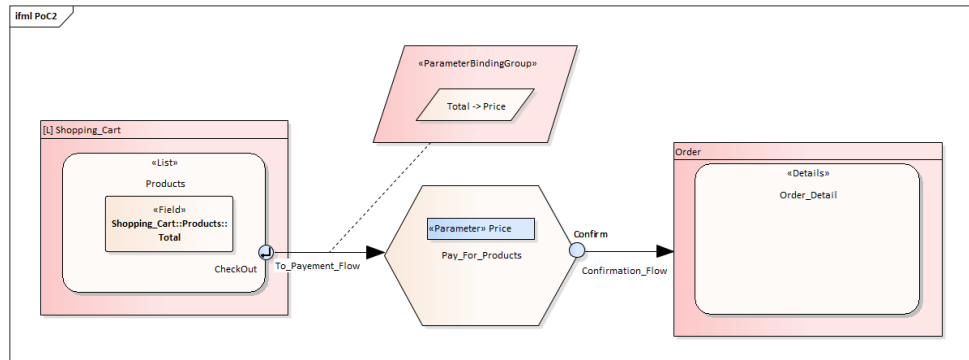 ifml PoC2
«ParameterBindingGroup»
Total -> Price
[L] Shopping_Cart
«List»
Products
«Field»
Shopping_Cart::Products::
Total
CheckOut
To_Payement_Flow
«Parameter» Price
Pay_For_Products
Confirm
Confirmation_Flow
Order
«Details»
Order_Detail